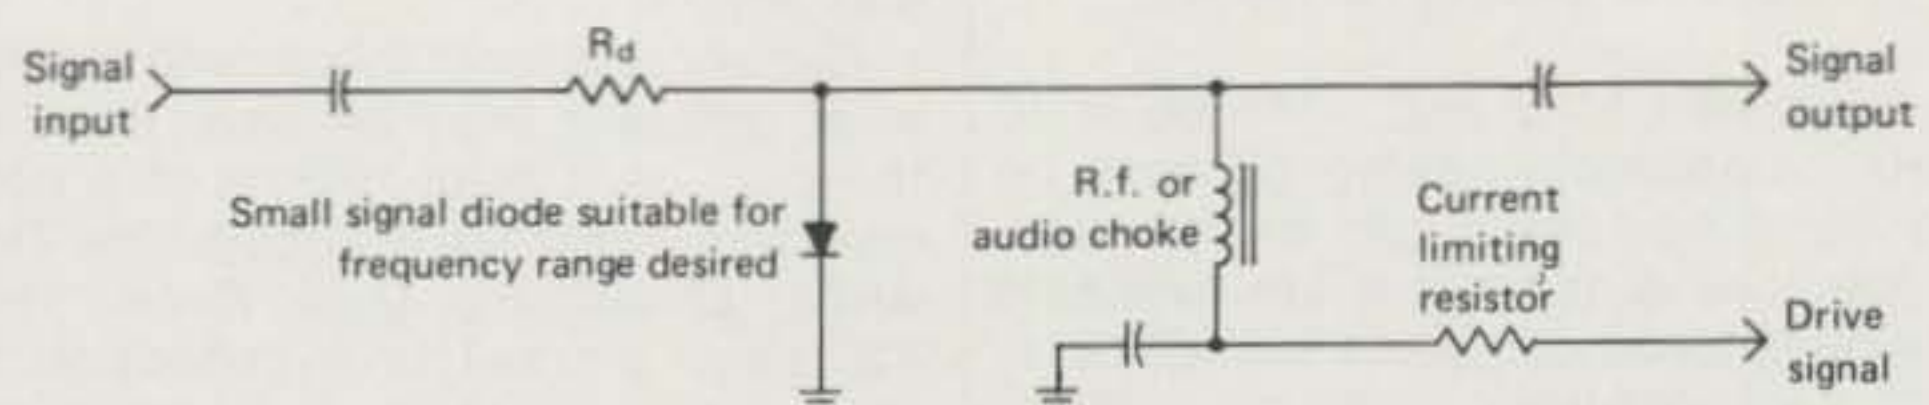 Signal
input
Rd
Signal
output
Small signal diode suitable for
frequency range desired
R.f. or
audio choke
Current
limiting
resistor
Drive
signal